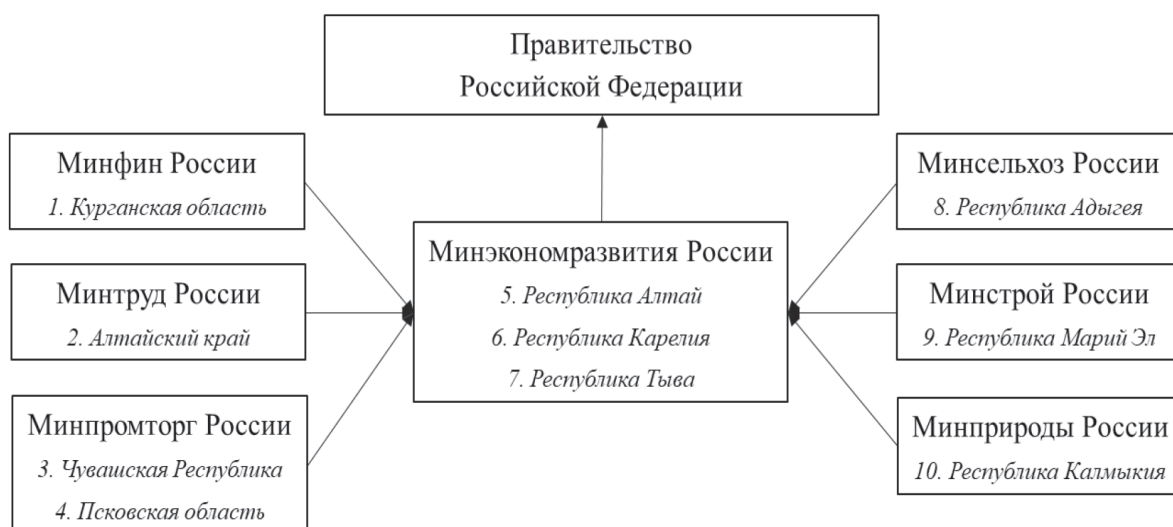 Правительство
Российской Федерации
Минфин России
1. Курганская область
Минтруд России
2. Алтайский край
Минпромторг России
3. Чувашская Республика
4. Псковская область
Минэкономразвития России
5. Республика Алтай
6. Республика Карелия
7. Республика Тыва
Минсельхоз России
8. Республика Адыгея
Минстрой России
9. Республика Марий Эл
Минприроды России
10. Республика Калмыкия